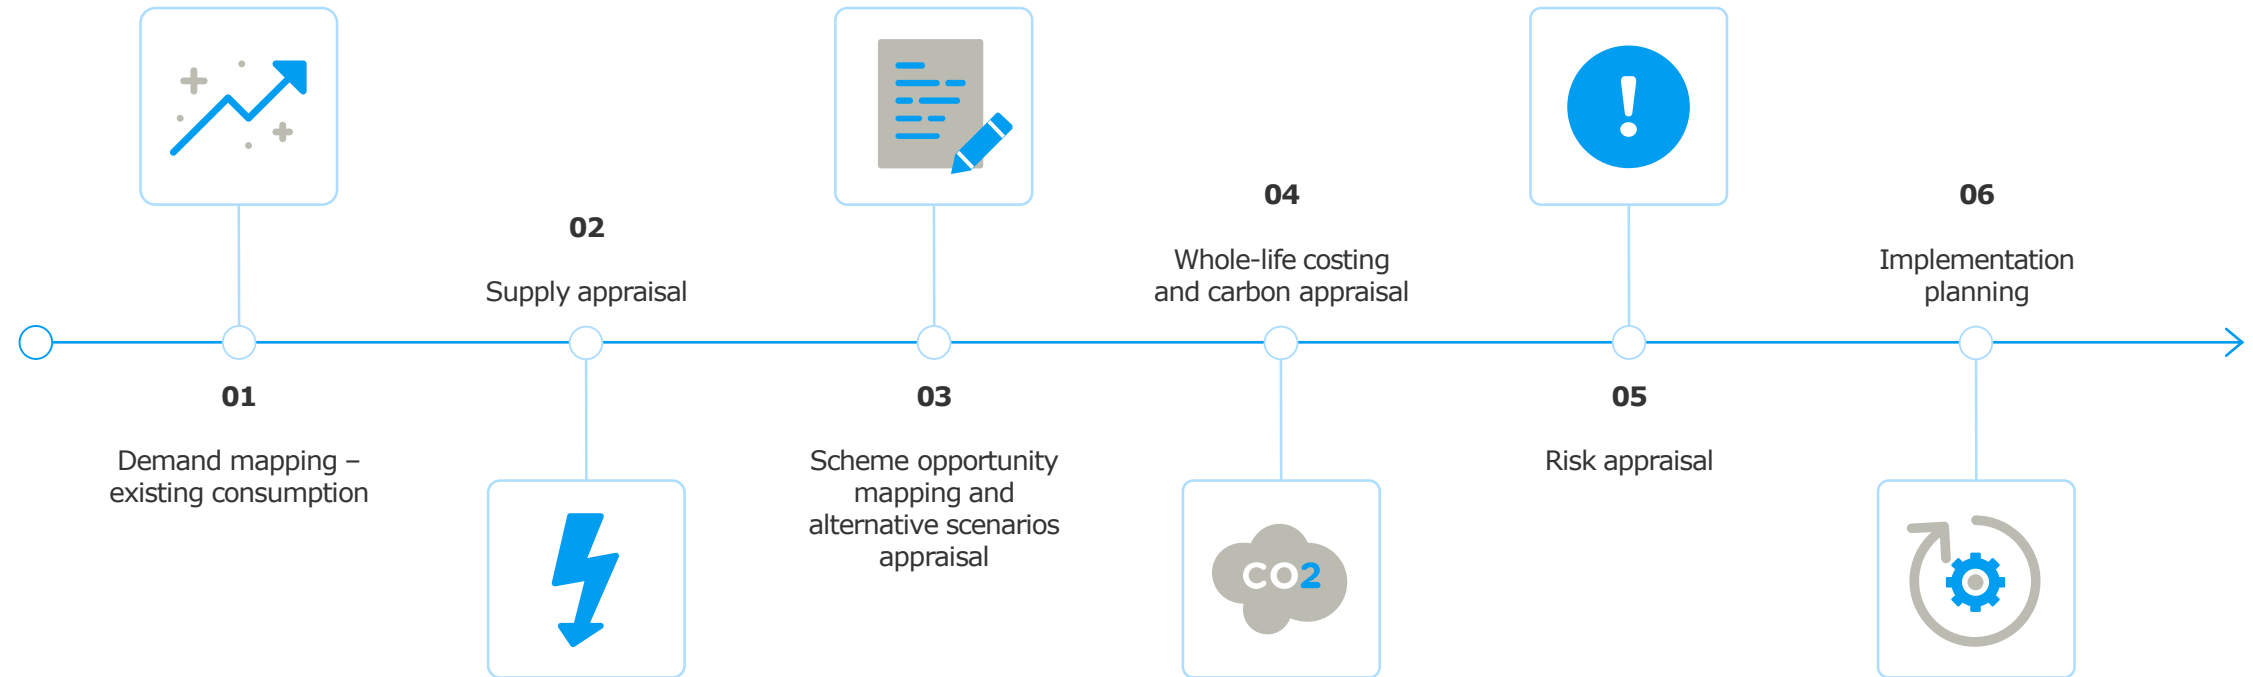 01
Demand mapping –
existing consumption
02
Supply appraisal
03
Scheme opportunity
mapping and
alternative scenarios
appraisal
04
Whole-life costing
and carbon appraisal
CO2
05
Risk appraisal
06
Implementation
planning